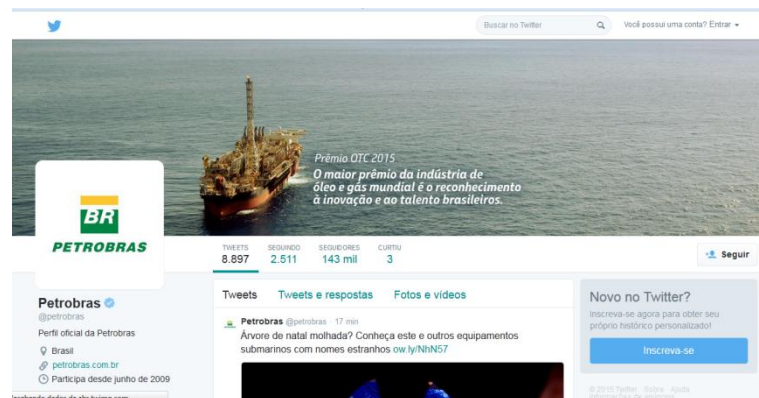 Buscar no Twitter
Você possui uma conta? Entrar
Prêmio OTC 2015
O maior prêmio da indústria de
óleo e gás mundial é o reconhecimento
à inovação e ao talento brasileiros.
BR
PETROBRAS
TWEETS SEGUINDO SEGUIDORES CURTIU
8.897 2.511 143 mil 3
Seguir
Petrobras
@petrobras
Perfil oficial da Petrobras
Brasil
petrobras.com.br
Participa desde junho de 2009
Tweets Tweets e respostas Fotos e vídeos
Petrobras @petrobras · 17 min
Árvore de natal molhada? Conheça este e outros equipamentos
submarinos com nomes estranhos ow.ly/NhN57
Novo no Twitter?
Inscreva-se agora para obter seu
próprio histórico personalizado!
Inscreva-se
© 2015 Twitter Sobre Ajuda